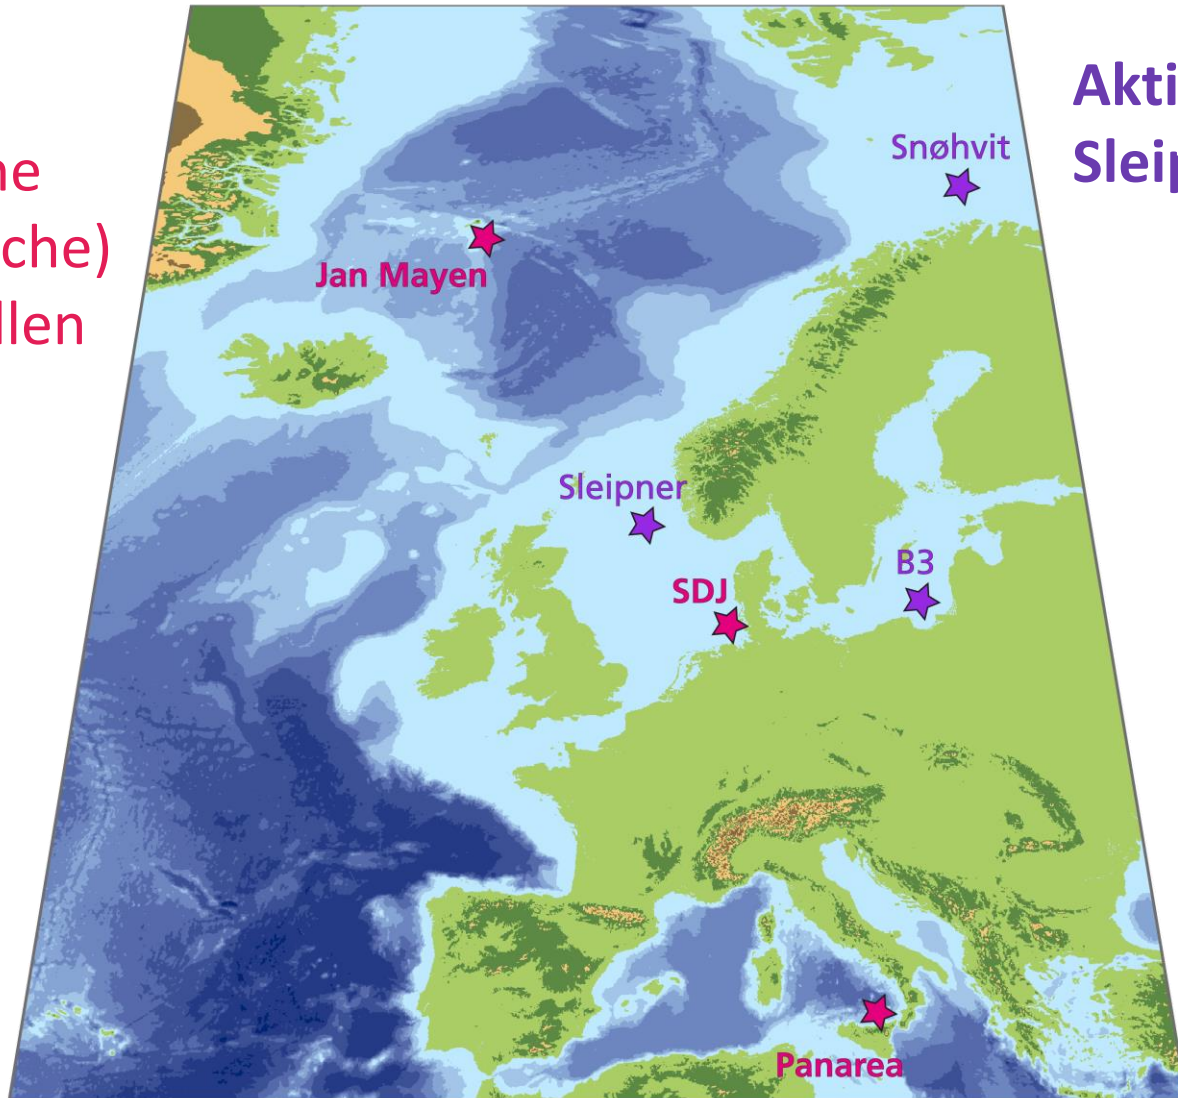 Akti
Sleip
ne
che)
llen
Snøhvit
Jan Mayen
Sleipner
B3
SDJ
Panarea